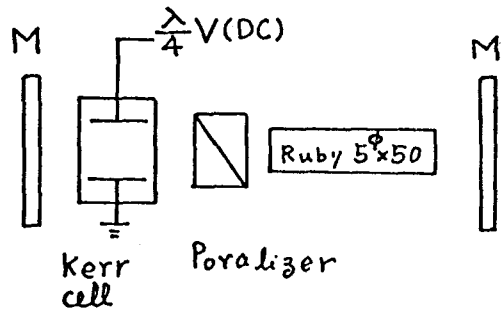 M
λ/4 V(DC)
M
Ruby 5φ×50
Kerr
cell
Poralizer